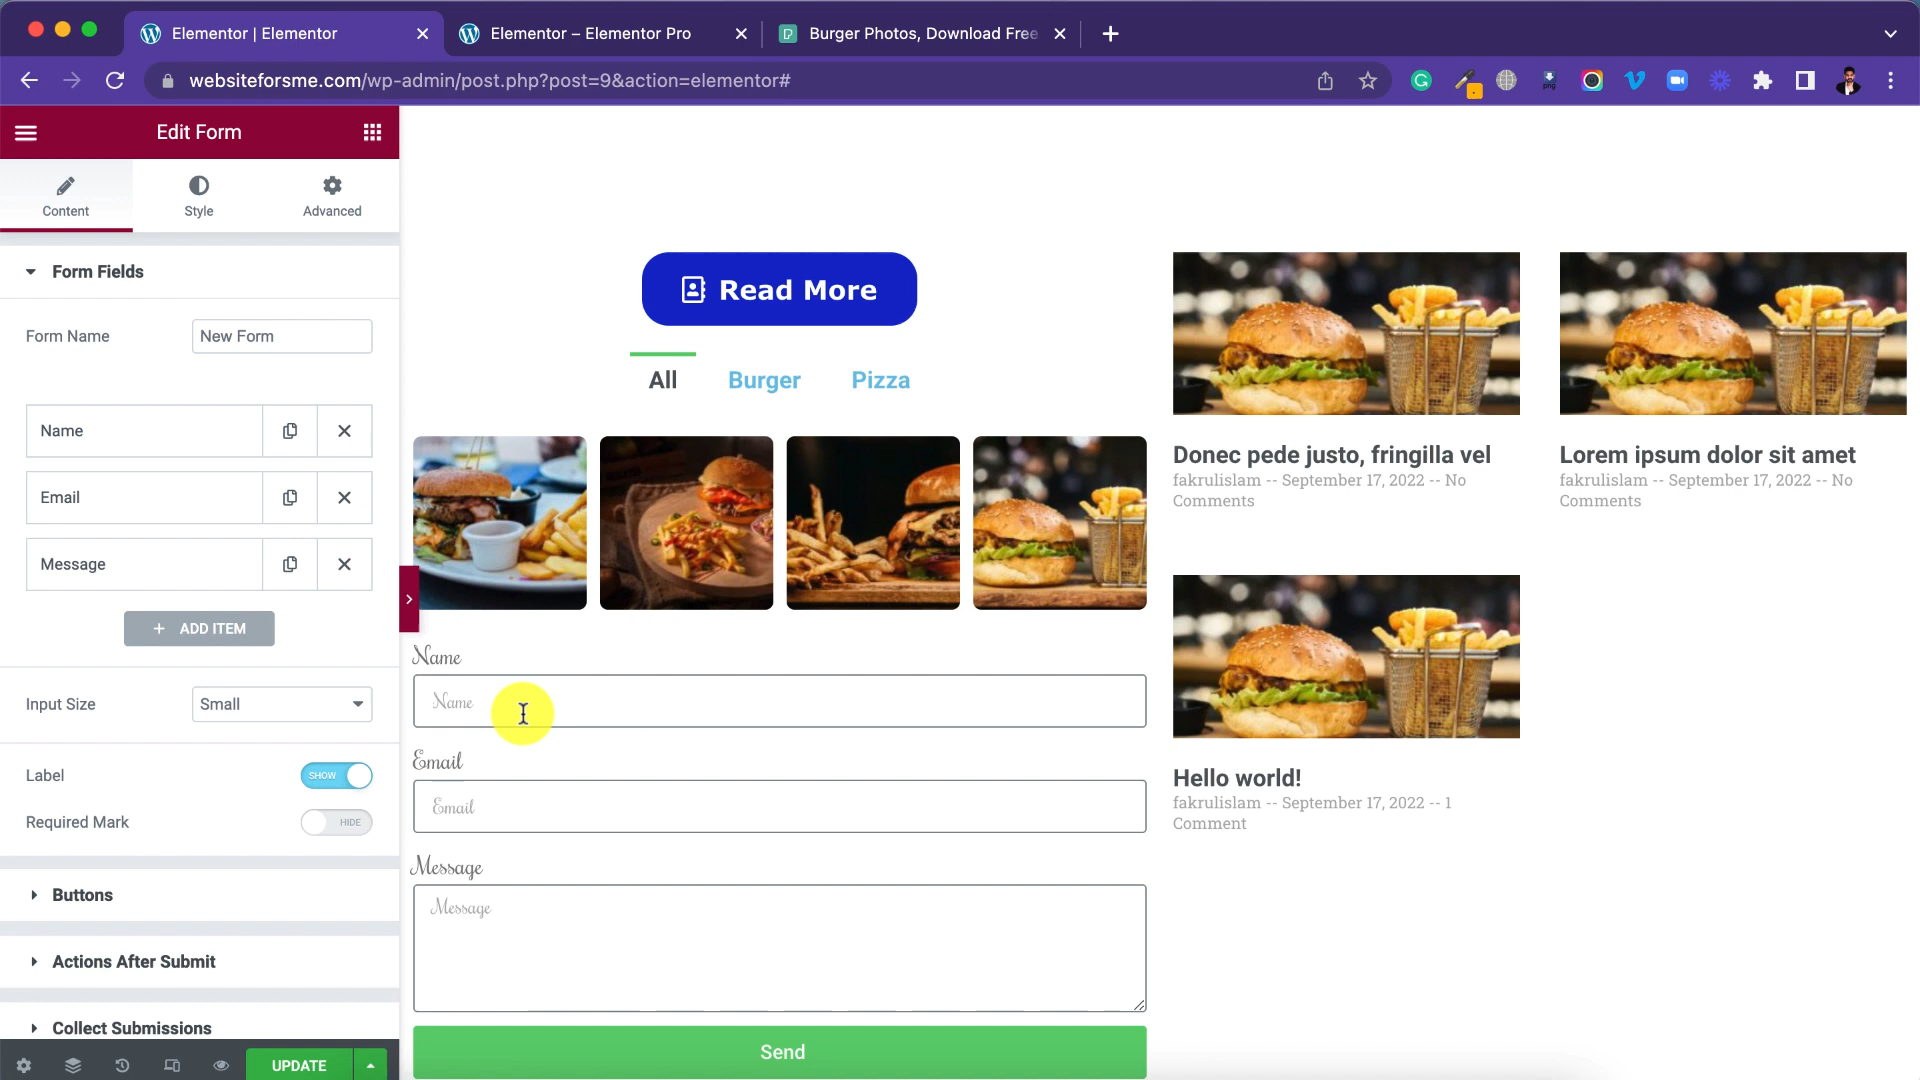 Elementor | Elementor
Elementor – Elementor Pro
Burger Photos, Download Free
websiteforsme.com/wp-admin/post.php?post=9&action=elementor#
Edit Form
Content
Style
Advanced
Form Fields
Form Name
New Form
Name
Email
Message
+ ADD ITEM
Input Size
Small
Label
SHOW
Required Mark
HIDE
Buttons
Actions After Submit
Collect Submissions
UPDATE
Read More
All
Burger
Pizza
Name
Name
Email
Email
Message
Message
Send
Donec pede justo, fringilla vel
fakrulislam -- September 17, 2022 -- No
Comments
Lorem ipsum dolor sit amet
fakrulislam -- September 17, 2022 -- No
Comments
Hello world!
fakrulislam -- September 17, 2022 -- 1
Comment